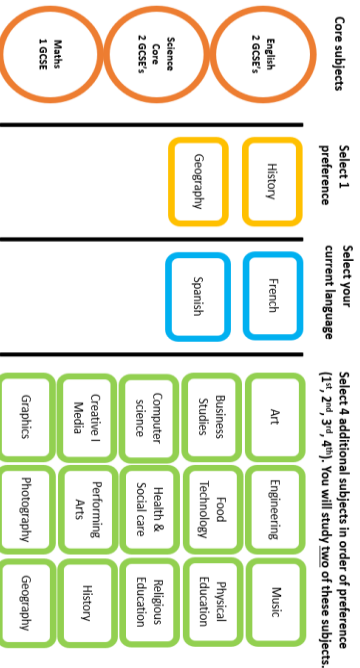 Core subjects
English
2 GCSE's
Science
Core
2 GCSE's
Maths
1 GCSE
Select 1
preference
History
Geography
Select your
current language
French
Spanish
Select 4 additional subjects in order of preference
(1st, 2nd, 3rd, 4th). You will study two of these subjects.
Art
Engineering
Music
Business
Studies
Food
Technology
Physical
Education
Computer
science
Health &
Social care
Religious
Education
Creative I
Media
Performing
Arts
History
Graphics
Photography
Geography